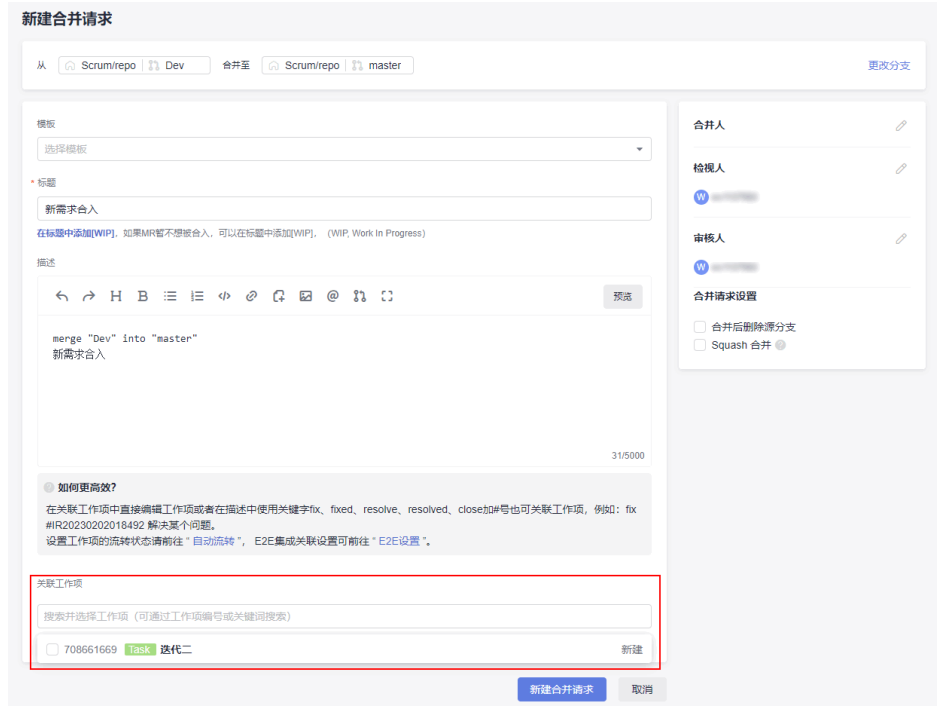 新建合并请求
从 Scrum/repo Dev 合并至 Scrum/repo master 更改分支
模板
选择模板
* 标题
新需求合入
在标题中添加[WIP]，如果MR暂不想被合入，可以在标题中添加[WIP]，（WIP, Work In Progress）
描述
H B @ 预览
merge "Dev" into "master"
新需求合入
31/5000
如何更高效?
在关联工作项中直接编辑工作项或者在描述中使用关键字fix、fixed、resolve、resolved、close加#号也可关联工作项，例如：fix
#IR20230202018492 解决某个问题。
设置工作项的流转状态请前往 “ 自动流转 ”， E2E集成关联设置可前往 “ E2E设置 ”。
关联工作项
搜索并选择工作项（可通过工作项编号或关键词搜索）
708661669 Task 迭代二 新建
新建合并请求 取消
合并人
检视人
W
审核人
W
合并请求设置
合并后删除源分支
Squash 合并